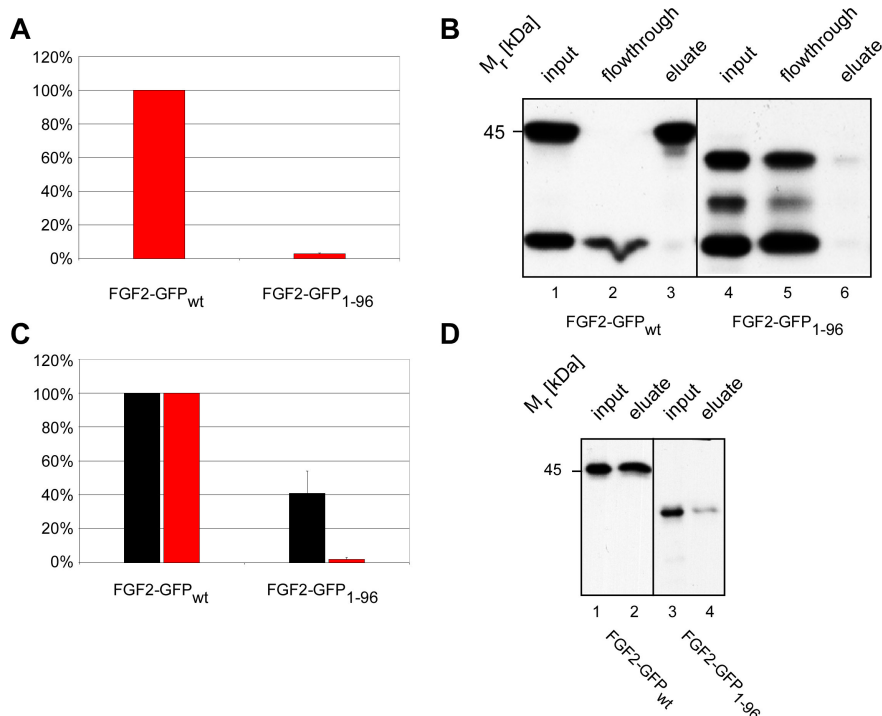 A
120%
100%
80%
60%
40%
20%
0%
FGF2-GFPwt
FGF2-GFP1-96
B
Mr [kDa]
input
flowthrough
eluate
input
flowthrough
eluate
45
1 2 3 4 5 6
FGF2-GFPwt
FGF2-GFP1-96
C
120%
100%
80%
60%
40%
20%
0%
FGF2-GFPwt
FGF2-GFP1-96
D
Mr [kDa]
input
eluate
input
eluate
45
1 2 3 4
FGF2-GFPwt
FGF2-GFP1-96